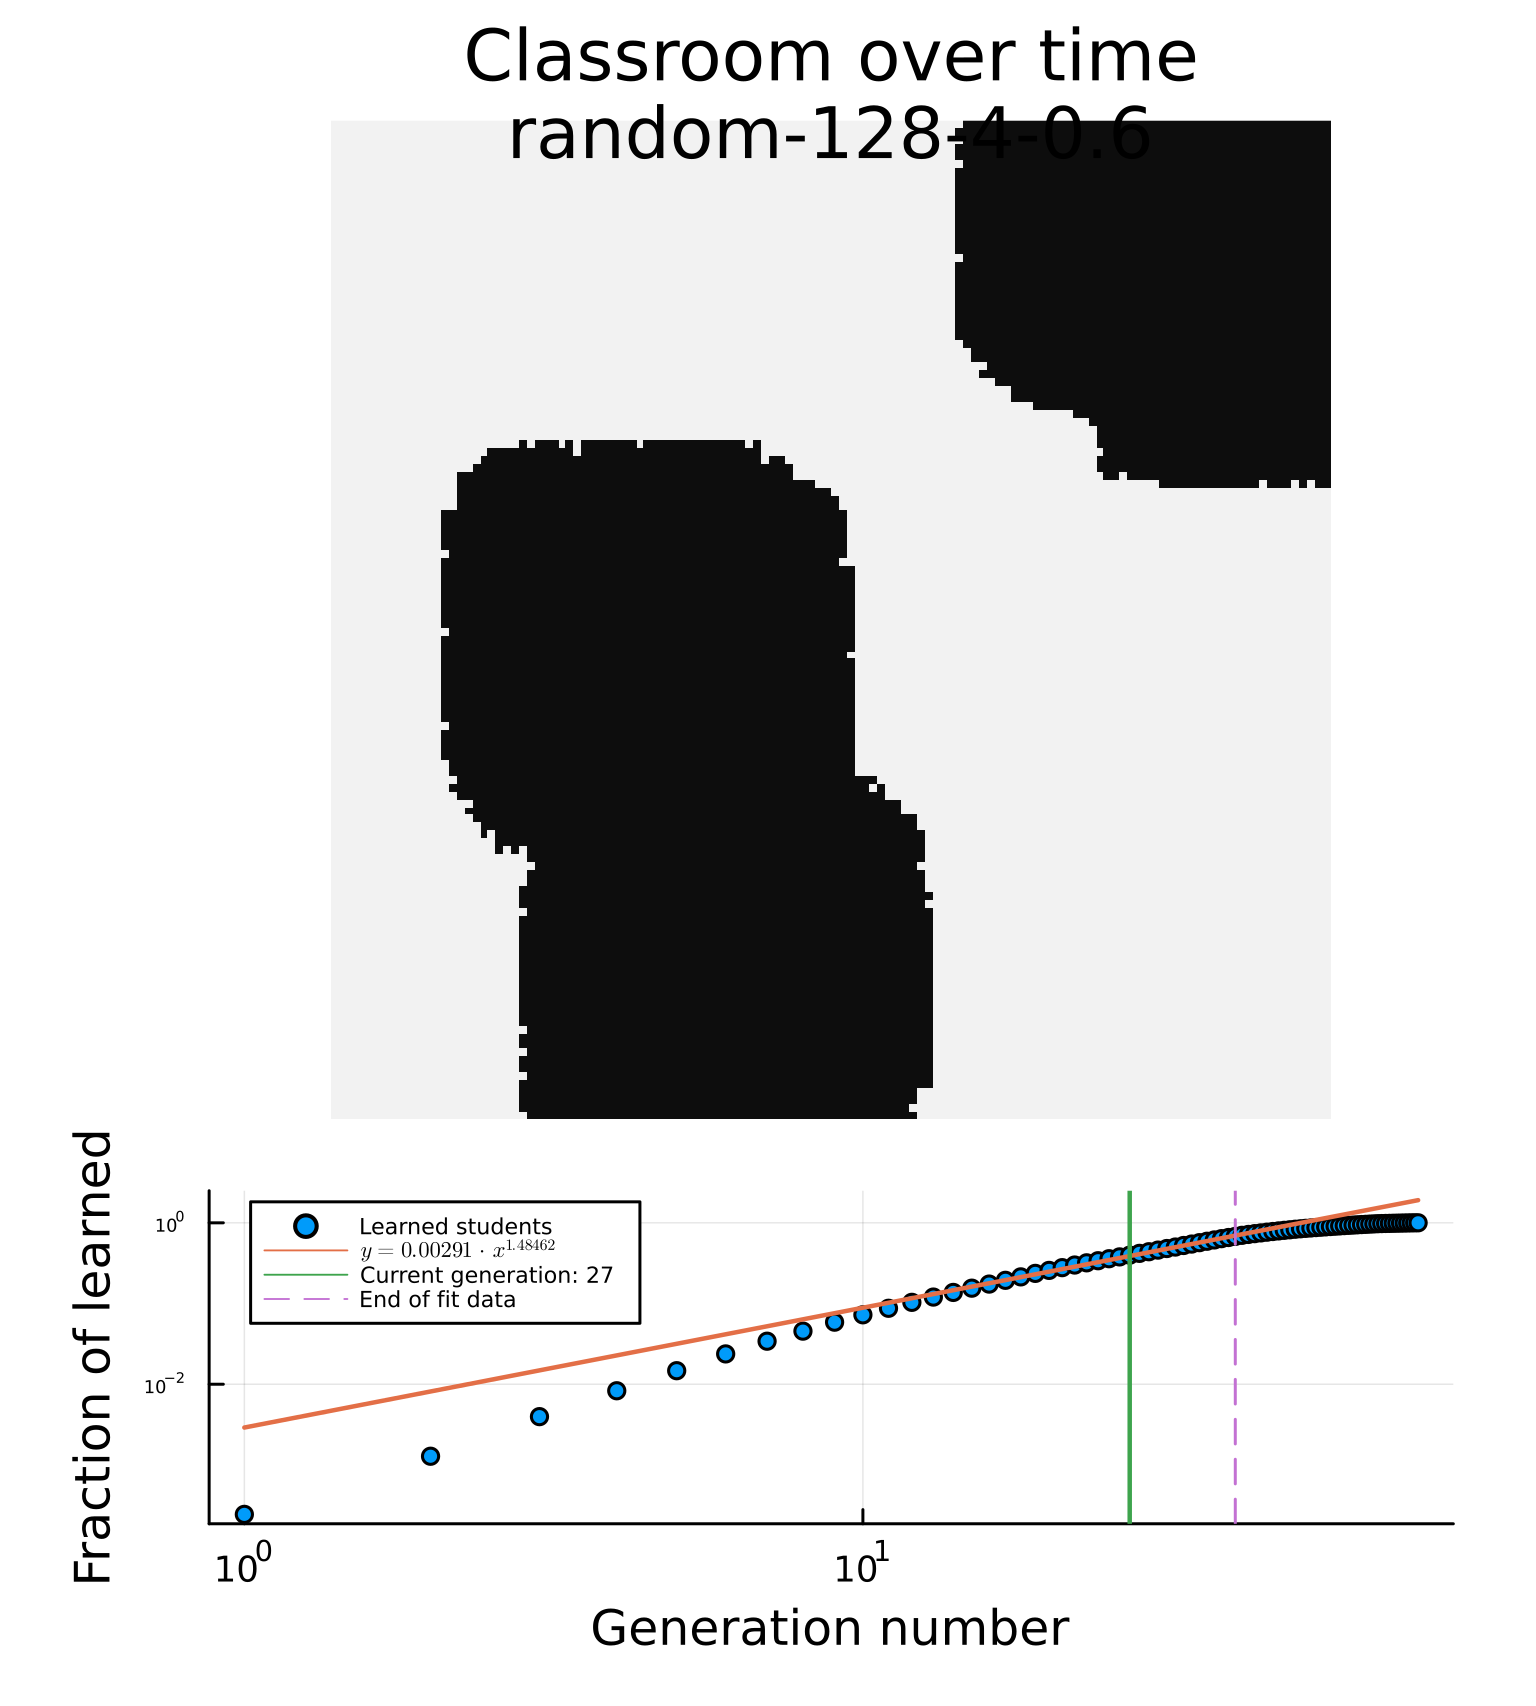 Classroom over time
random-128-4-0.6
Fraction of learned
10^0
10^-2
Learned students
y = 0.00291 · x^1.48462
Current generation: 27
End of fit data
10^0
10^1
Generation number